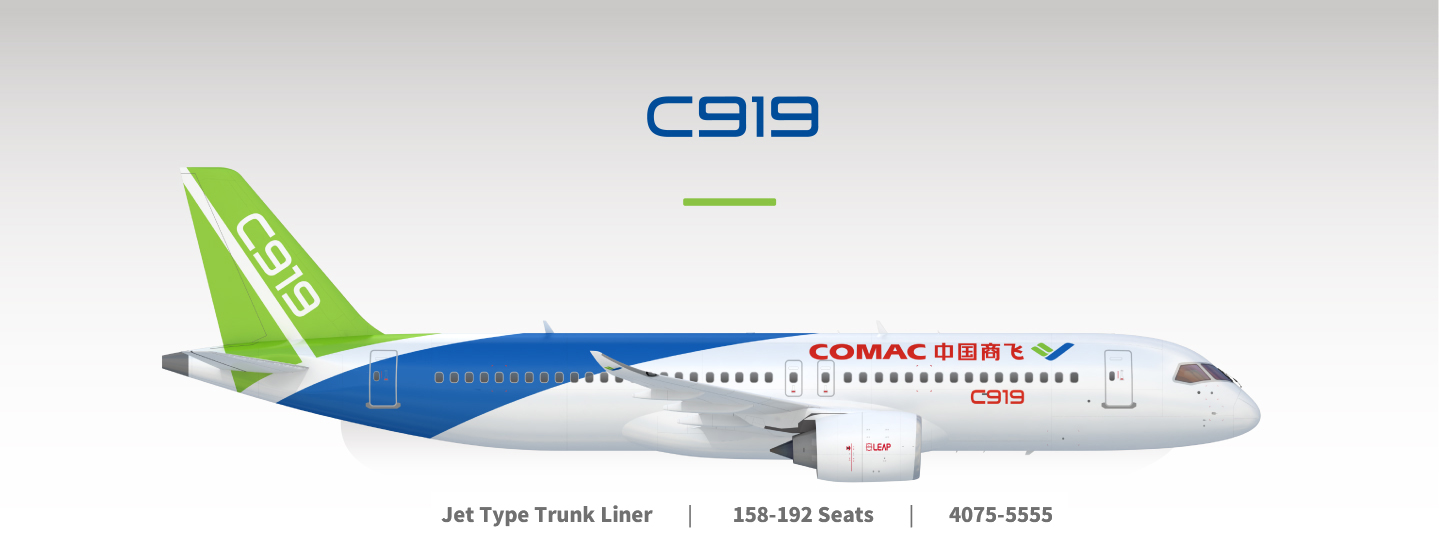 C919
C919
COMAC 中国商飞
C919
LEAP
Jet Type Trunk Liner | 158-192 Seats | 4075-5555